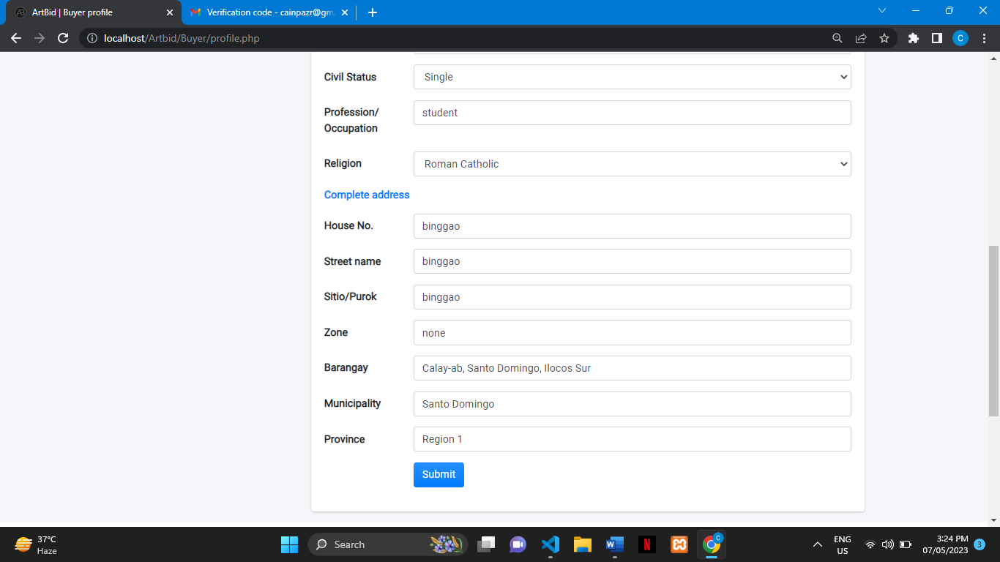 ArtBid | Buyer profile
Verification code - cainpazr@gm
localhost/Artbid/Buyer/profile.php
C
Civil Status
Single
Profession/
Occupation
student
Religion
Roman Catholic
Complete address
House No.
binggao
Street name
binggao
Sitio/Purok
binggao
Zone
none
Barangay
Calay-ab, Santo Domingo, Ilocos Sur
Municipality
Santo Domingo
Province
Region 1
Submit
37°C
Haze
Search
ENG
US
3:24 PM
07/05/2023
3